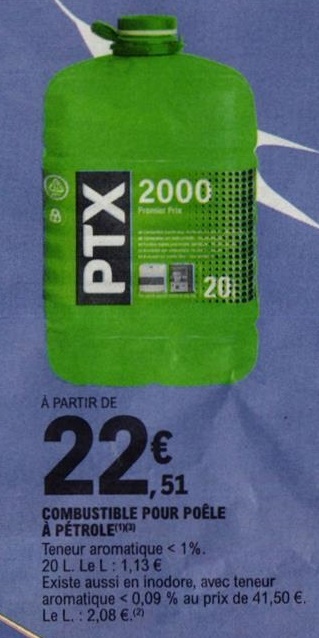 PTX
2000
Premier Prix
20
À PARTIR DE
22€
,51
COMBUSTIBLE POUR POÊLE
À PÉTROLE(1)(3)
Teneur aromatique < 1%.
20 L. Le L : 1,13 €
Existe aussi en inodore, avec teneur
aromatique < 0,09 % au prix de 41,50 €.
Le L. : 2,08 €.(2)